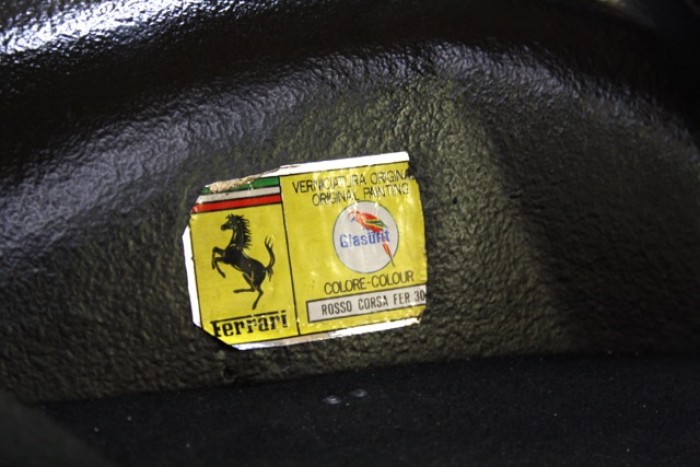 VERNICIATURA ORIGINA
ORIGINAL PAINTING
Glasurit
COLORE-COLOUR
ROSSO CORSA FER 30
Ferrari